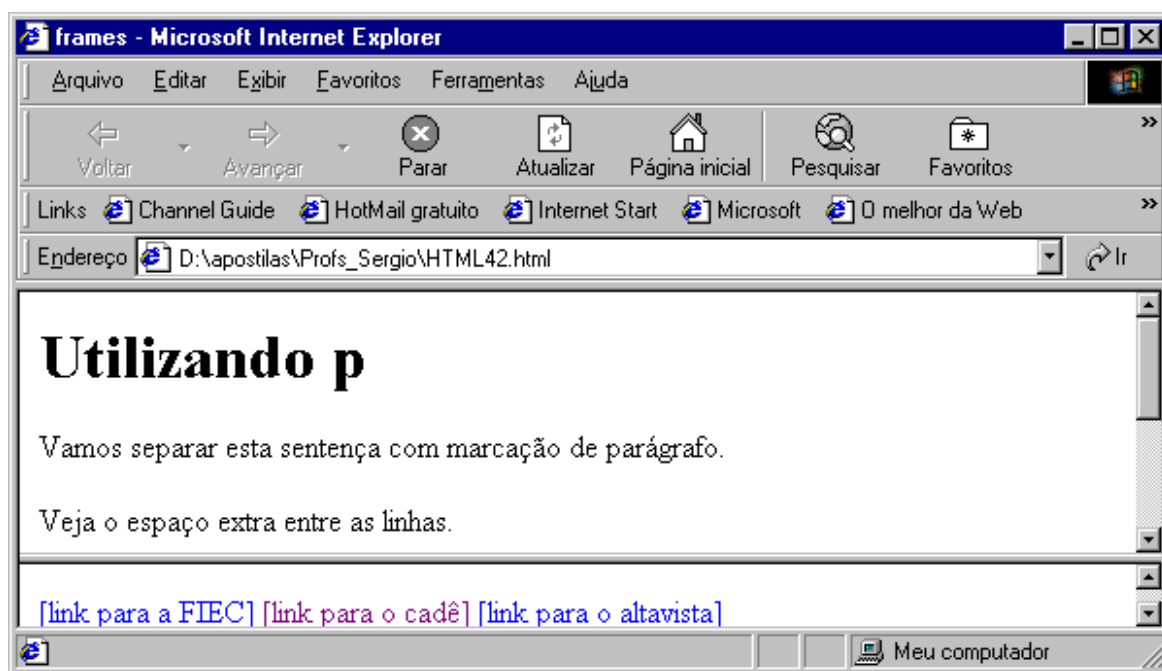 frames - Microsoft Internet Explorer
Arquivo Editar Exibir Favoritos Ferramentas Ajuda
Voltar Avançar Parar Atualizar Página inicial Pesquisar Favoritos »
Links Channel Guide HotMail gratuito Internet Start Microsoft O melhor da Web »
Endereço D:\apostilas\Profs_Sergio\HTML42.html Ir
Utilizando p
Vamos separar esta sentença com marcação de parágrafo.
Veja o espaço extra entre as linhas.
[link para a FIEC] [link para o cadê] [link para o altavista]
Meu computador